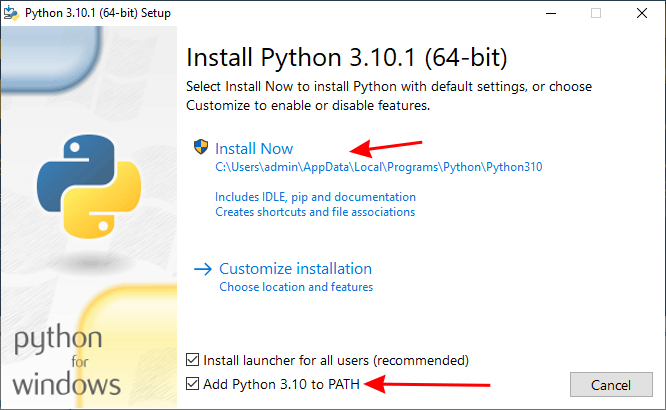 Python 3.10.1 (64-bit) Setup
Install Python 3.10.1 (64-bit)
Select Install Now to install Python with default settings, or choose
Customize to enable or disable features.
Install Now
C:\Users\admin\AppData\Local\Programs\Python\Python310
Includes IDLE, pip and documentation
Creates shortcuts and file associations
Customize installation
Choose location and features
python
for
windows
Install launcher for all users (recommended)
Add Python 3.10 to PATH
Cancel